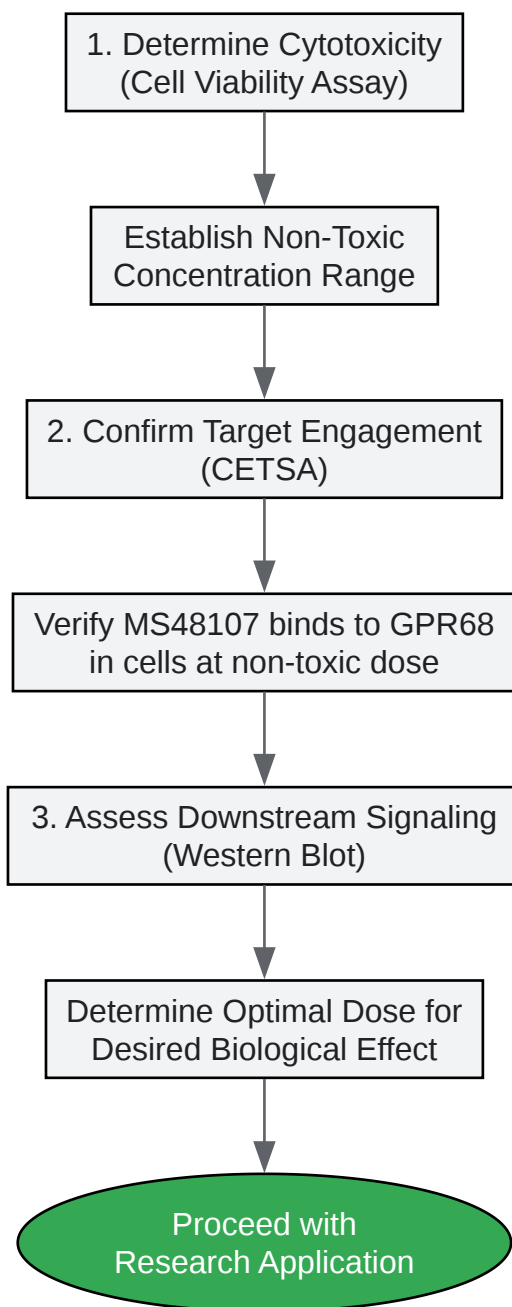 1. Determine Cytotoxicity
(Cell Viability Assay)
Establish Non-Toxic
Concentration Range
2. Confirm Target Engagement
(CETSA)
Verify MS48107 binds to GPR68
in cells at non-toxic dose
3. Assess Downstream Signaling
(Western Blot)
Determine Optimal Dose for
Desired Biological Effect
Proceed with
Research Application